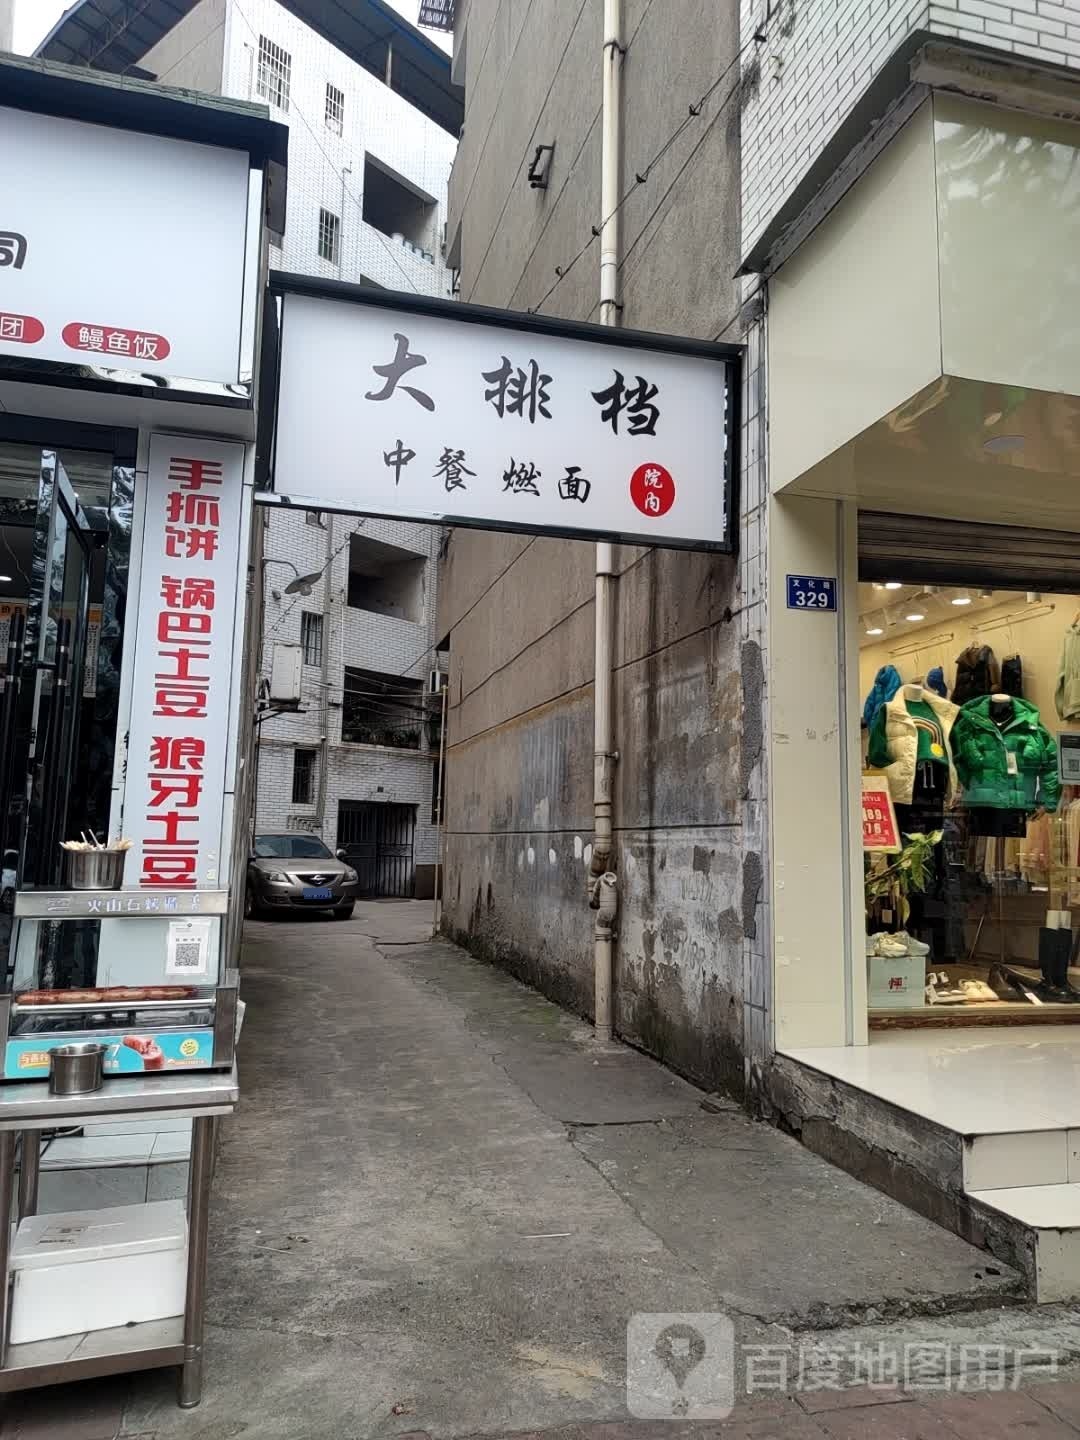 司
团 鳗鱼饭
大排档
中餐 燃面 院内
手抓饼 锅巴土豆 狼牙土豆
文化路
329
火山石烤肠
STYLE
百度地图用户